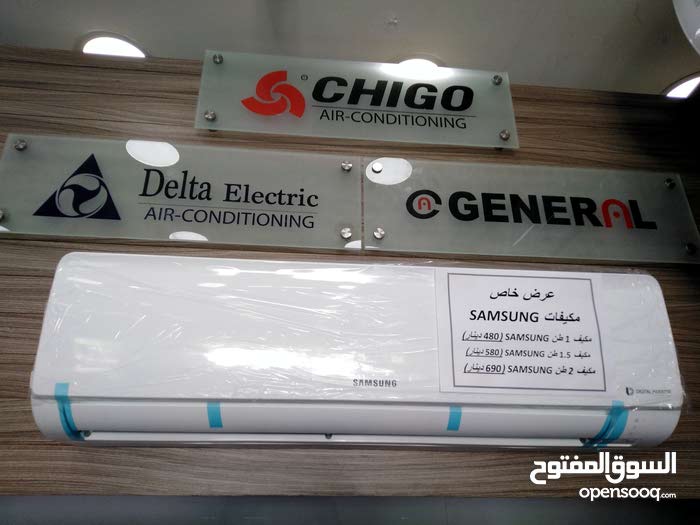 CHIGO
AIR-CONDITIONING
Delta Electric
AIR-CONDITIONING
GENERAL
عرض خاص
مكيفات SAMSUNG
مكيف 1 طن SAMSUNG (480 دينار)
مكيف 1.5 طن SAMSUNG (580 دينار)
مكيف 2 طن SAMSUNG (690 دينار)
SAMSUNG
DIGITAL INVERTER
السوق المفتوح
opensooq.com